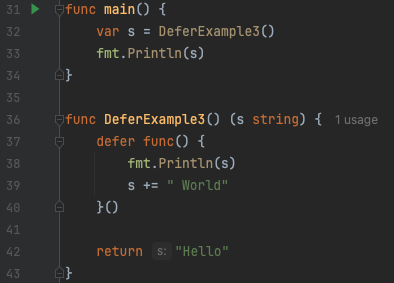 31 func main() {
32     var s = DeferExample3()
33     fmt.Println(s)
34 }
35
36 func DeferExample3() (s string) { 1 usage
37     defer func() {
38         fmt.Println(s)
39         s += " World"
40     }()
41
42     return s: "Hello"
43 }